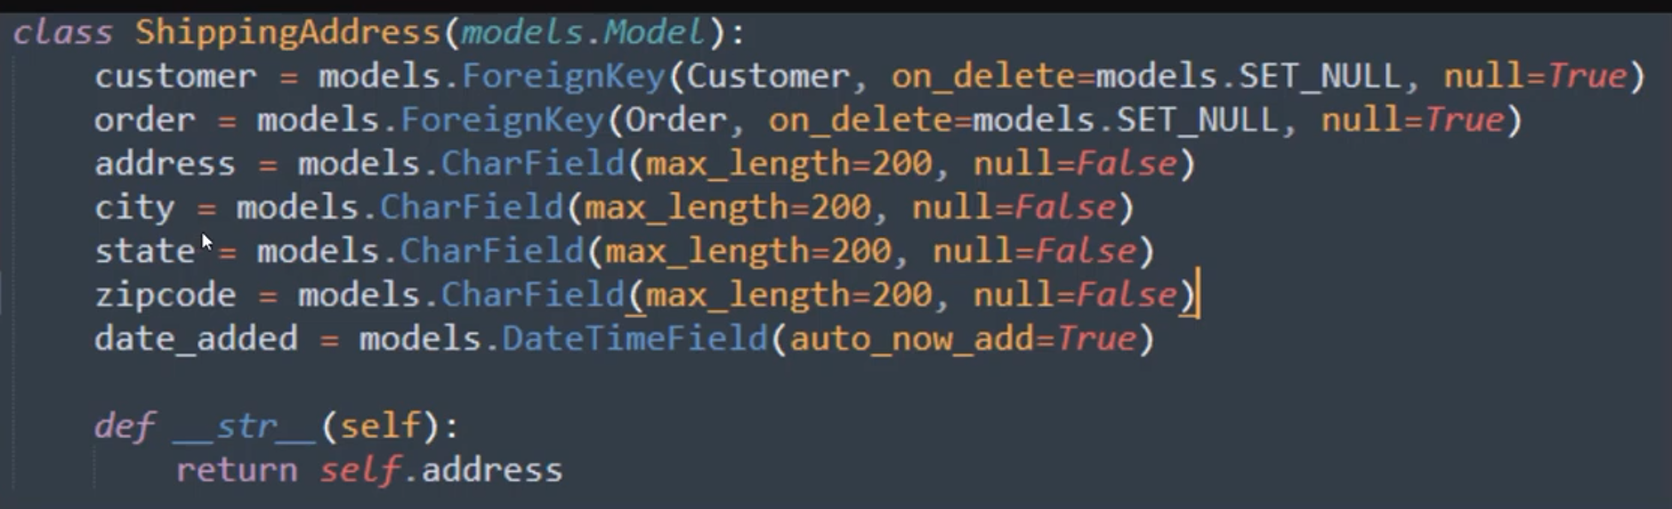 class ShippingAddress(models.Model):
    customer = models.ForeignKey(Customer, on_delete=models.SET_NULL, null=True)
    order = models.ForeignKey(Order, on_delete=models.SET_NULL, null=True)
    address = models.CharField(max_length=200, null=False)
    city = models.CharField(max_length=200, null=False)
    state = models.CharField(max_length=200, null=False)
    zipcode = models.CharField(max_length=200, null=False)
    date_added = models.DateTimeField(auto_now_add=True)
    def __str__(self):
        return self.address